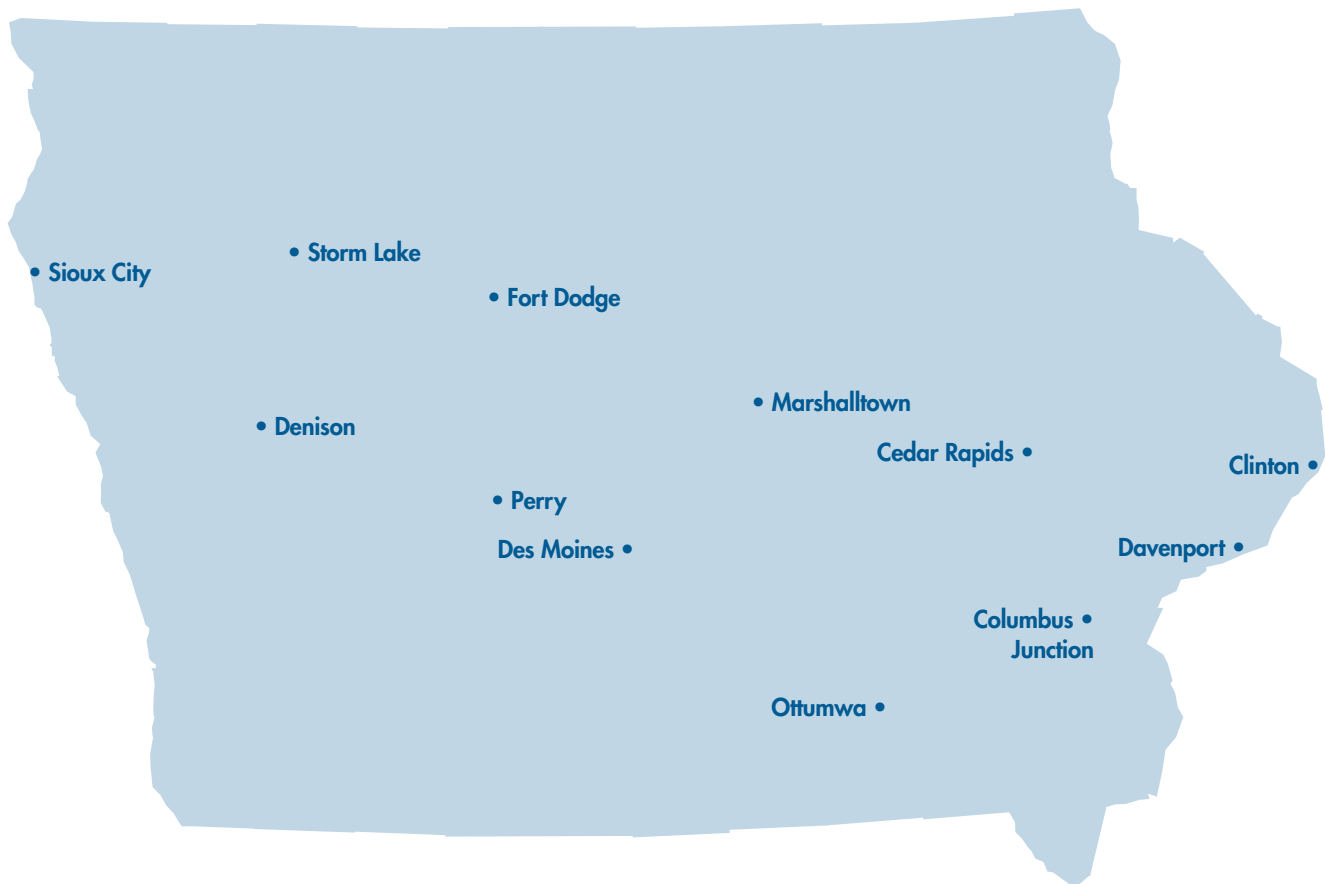 Storm Lake
Sioux City
Fort Dodge
Marshalltown
Denison
Cedar Rapids
Clinton
Perry
Des Moines
Davenport
Columbus
Junction
Ottumwa